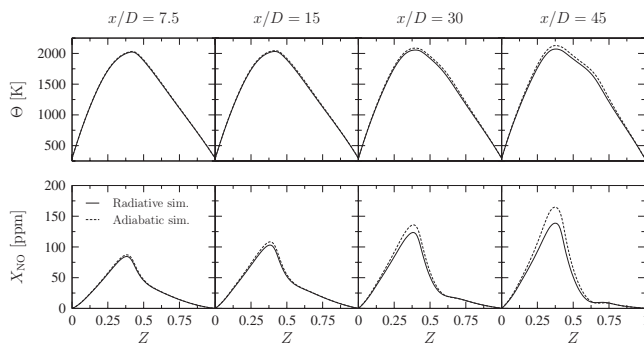 x/D = 7.5 x/D = 15 x/D = 30 x/D = 45
2000
1500
1000
500
Θ [K]
200
150
100
50
0
X_NO [ppm]
Radiative sim.
Adiabatic sim.
0 0.25 0.5 0.75 0 0.25 0.5 0.75 0 0.25 0.5 0.75 0 0.25 0.5 0.75
Z Z Z Z